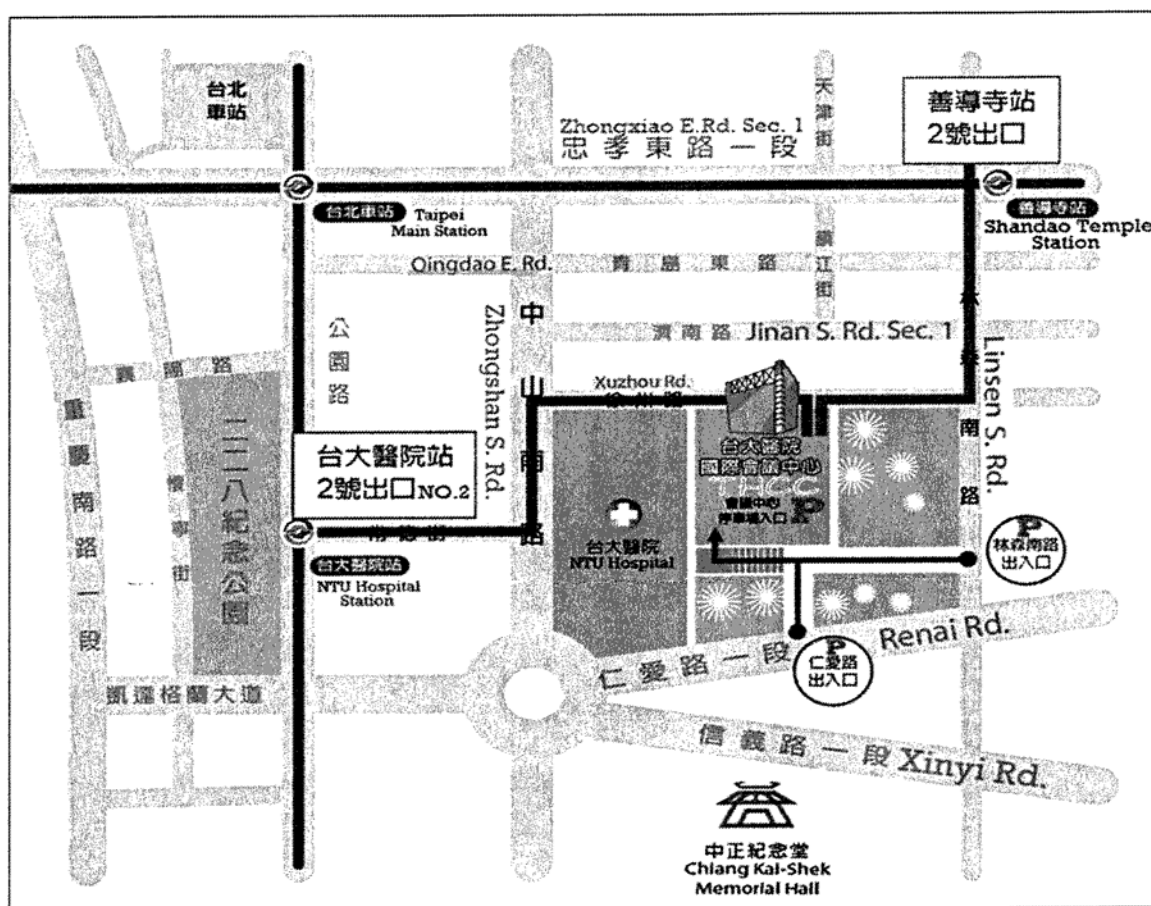 台北
車站
Zhongxiao E.Rd. Sec. 1
忠孝東路一段
天津街
善導寺站
2號出口
台北車站
Taipei
Main Station
善導寺站
Shandao Temple
Station
Qingdao E. Rd.
青島東路
鎮江街
公園路
Zhongshan S. Rd.
中山南路
濟南路
Jinan S. Rd. Sec. 1
林森南路
Linsen S. Rd.
襄陽路
重慶南路一段
懷寧街
二二八紀念公園
Xuzhou Rd.
徐州路
台大醫院站
2號出口NO.2
常德街
台大醫院
國際會議中心
THCC
會議中心
停車場入口 P
台大醫院站
NTU Hospital
Station
台大醫院
NTU Hospital
P
林森南路
出入口
P
仁愛路
出入口
仁愛路一段
Renai Rd.
凱達格蘭大道
信義路一段
Xinyi Rd.
中正紀念堂
Chiang Kai-Shek
Memorial Hall